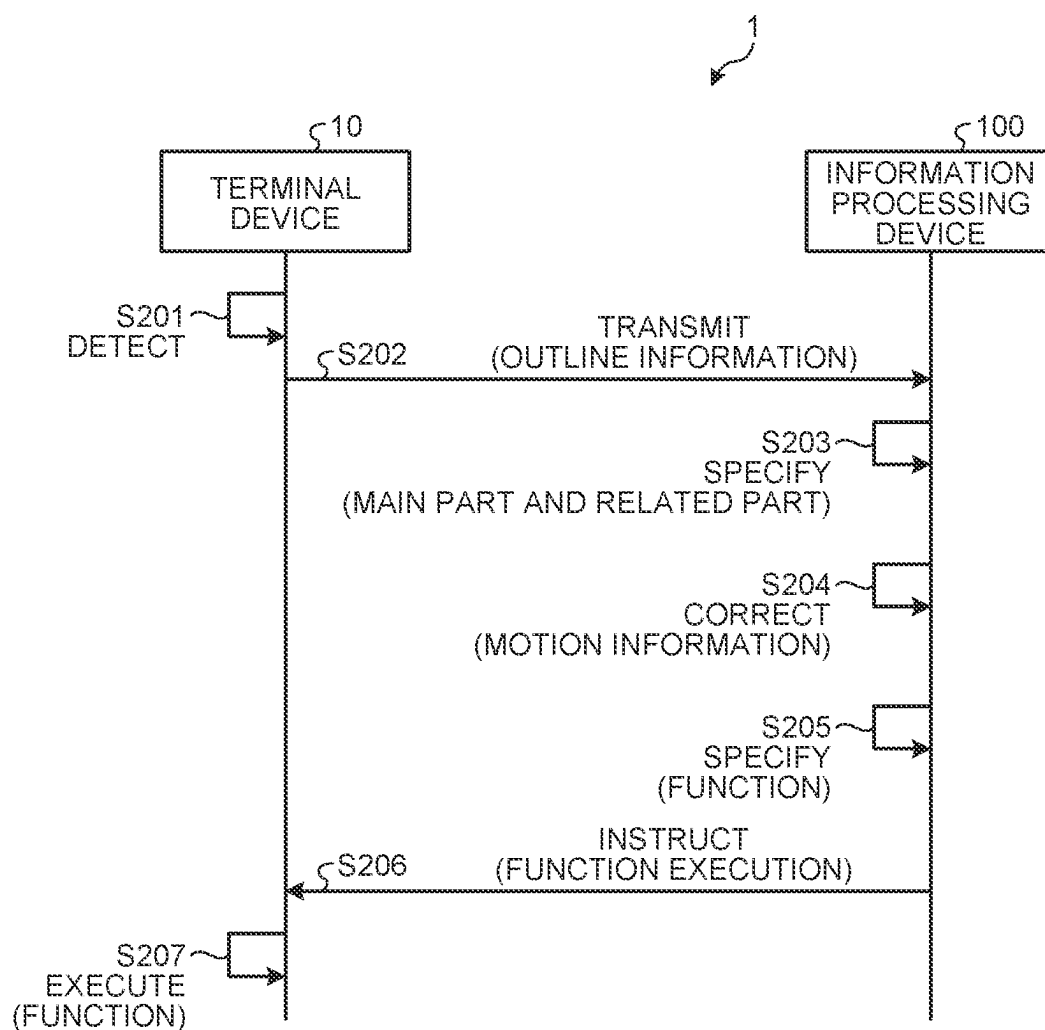 1
10
100
TERMINAL
DEVICE
INFORMATION
PROCESSING
DEVICE
S201
DETECT
TRANSMIT
S202
(OUTLINE INFORMATION)
S203
SPECIFY
(MAIN PART AND RELATED PART)
S204
CORRECT
(MOTION INFORMATION)
S205
SPECIFY
(FUNCTION)
INSTRUCT
S206
(FUNCTION EXECUTION)
S207
EXECUTE
(FUNCTION)